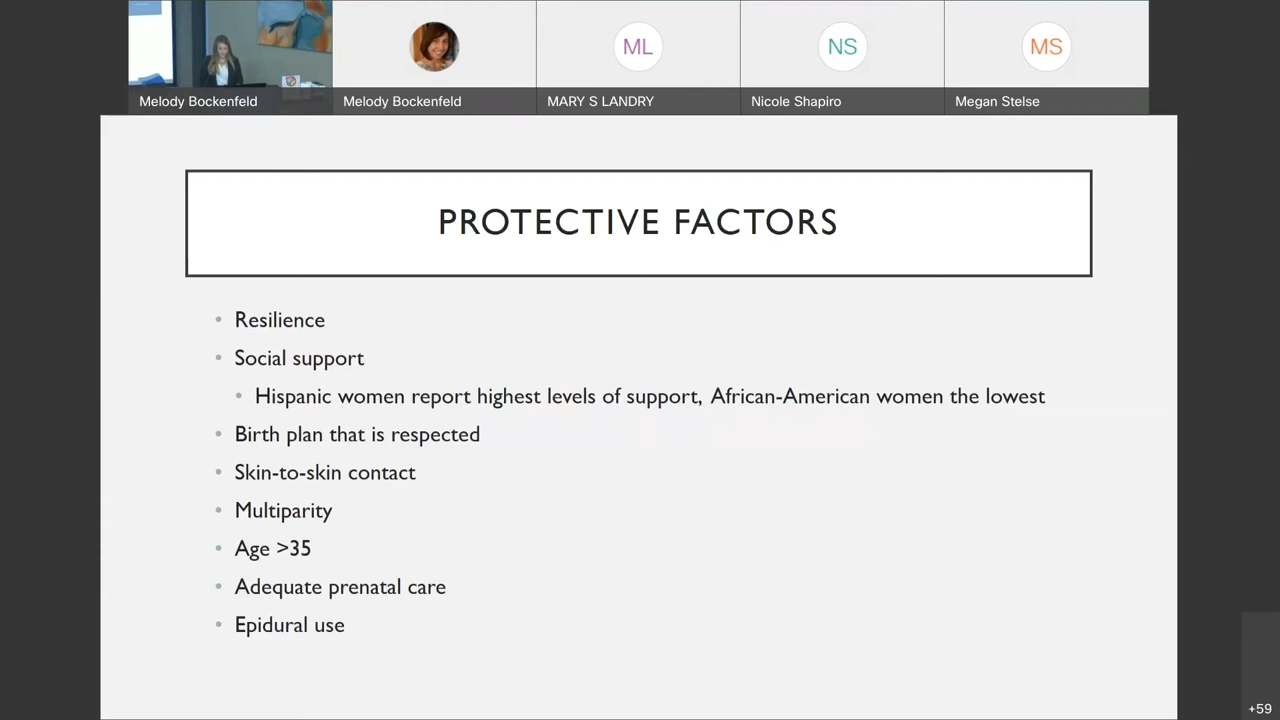 ML
NS
MS
Melody Bockenfeld
Melody Bockenfeld
MARY S LANDRY
Nicole Shapiro
Megan Stelse
PROTECTIVE FACTORS
• Resilience
• Social support
• Hispanic women report highest levels of support, African-American women the lowest
• Birth plan that is respected
• Skin-to-skin contact
• Multiparity
• Age >35
• Adequate prenatal care
• Epidural use
+59